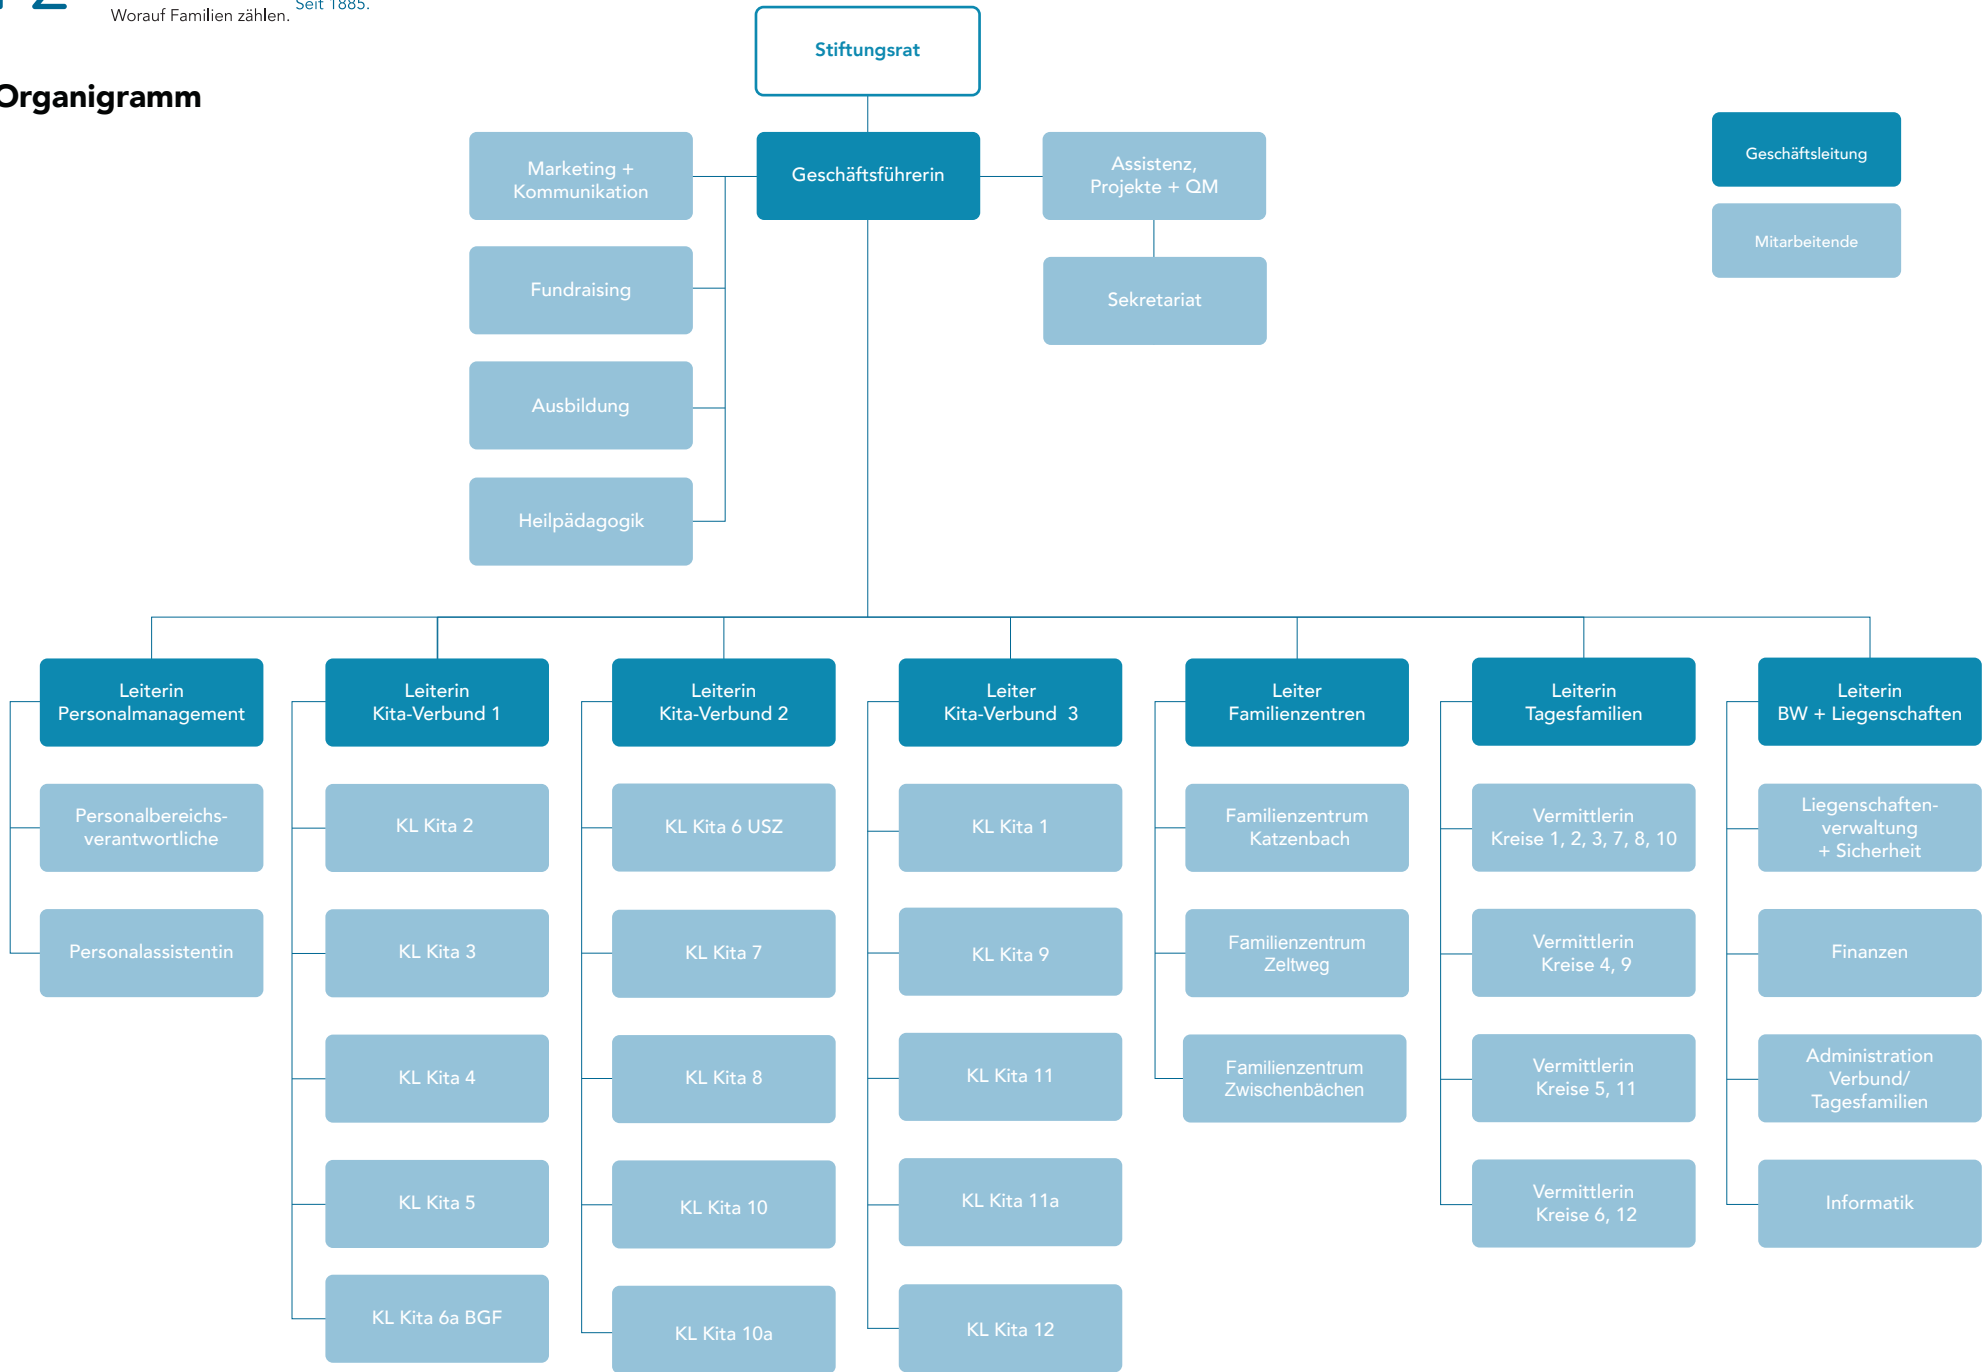 Worauf Familien zählen.
Seit 1885.
Organigramm
Stiftungsrat
Marketing +
Kommunikation
Geschäftsführerin
Assistenz,
Projekte + QM
Geschäftsleitung
Mitarbeitende
Fundraising
Sekretariat
Ausbildung
Heilpädagogik
Leiterin
Personalmanagement
Leiterin
Kita-Verbund 1
Leiterin
Kita-Verbund 2
Leiter
Kita-Verbund 3
Leiter
Familienzentren
Leiterin
Tagesfamilien
Leiterin
BW + Liegenschaften
Personalbereichs-
verantwortliche
KL Kita 2
KL Kita 6 USZ
KL Kita 1
Familienzentrum
Katzenbach
Vermittlerin
Kreise 1, 2, 3, 7, 8, 10
Liegenschaften-
verwaltung
+ Sicherheit
Personalassistentin
KL Kita 3
KL Kita 7
KL Kita 9
Familienzentrum
Zeltweg
Vermittlerin
Kreise 4, 9
Finanzen
KL Kita 4
KL Kita 8
KL Kita 11
Familienzentrum
Zwischenbächen
Vermittlerin
Kreise 5, 11
Administration
Verbund/
Tagesfamilien
KL Kita 5
KL Kita 10
KL Kita 11a
Vermittlerin
Kreise 6, 12
Informatik
KL Kita 6a BGF
KL Kita 10a
KL Kita 12